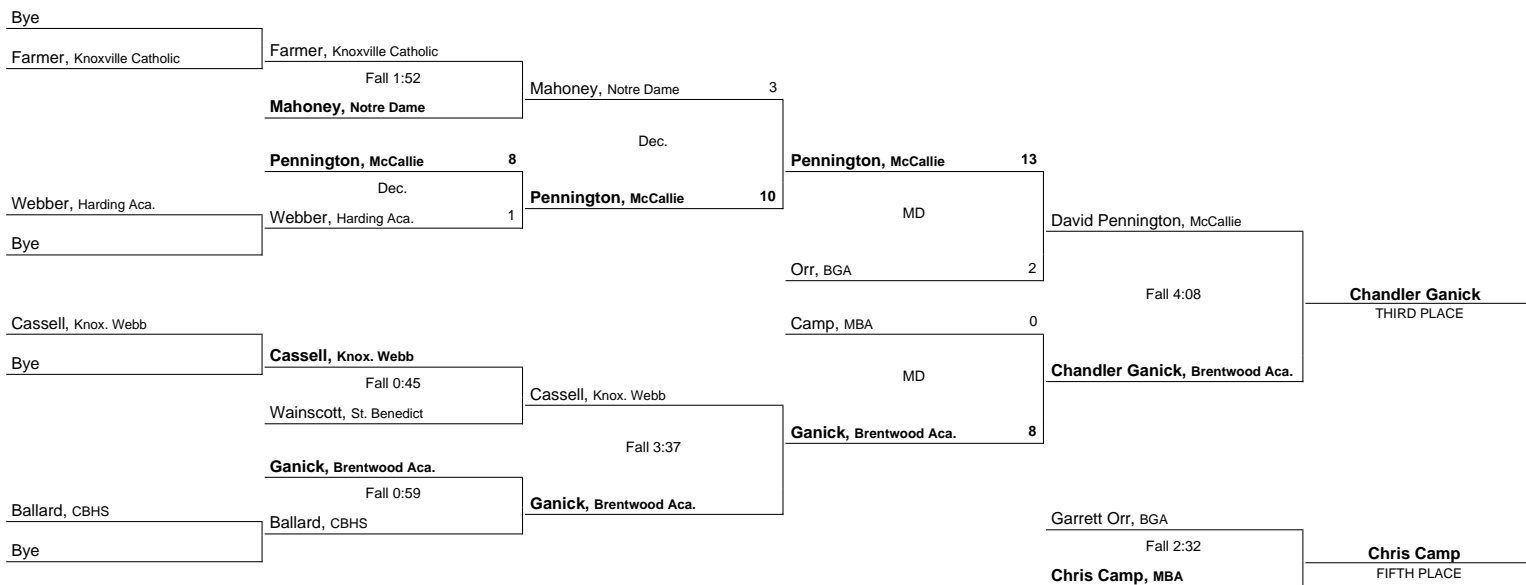 Bye
Farmer, Knoxville Catholic
Webber, Harding Aca.
Bye
Cassell, Knox. Webb
Bye
Ballard, CBHS
Bye
Farmer, Knoxville Catholic
Fall 1:52
Mahoney, Notre Dame
Pennington, McCallie 8
Dec.
Webber, Harding Aca. 1
Cassell, Knox. Webb
Fall 0:45
Wainscott, St. Benedict
Ganick, Brentwood Aca.
Fall 0:59
Ballard, CBHS
Mahoney, Notre Dame 3
Dec.
Pennington, McCallie 10
Cassell, Knox. Webb
Fall 3:37
Ganick, Brentwood Aca.
Pennington, McCallie 13
MD
Orr, BGA 2
Camp, MBA 0
MD
Ganick, Brentwood Aca. 8
David Pennington, McCallie
Fall 4:08
Chandler Ganick, Brentwood Aca.
Garrett Orr, BGA
Fall 2:32
Chris Camp, MBA
Chandler Ganick
THIRD PLACE
Chris Camp
FIFTH PLACE